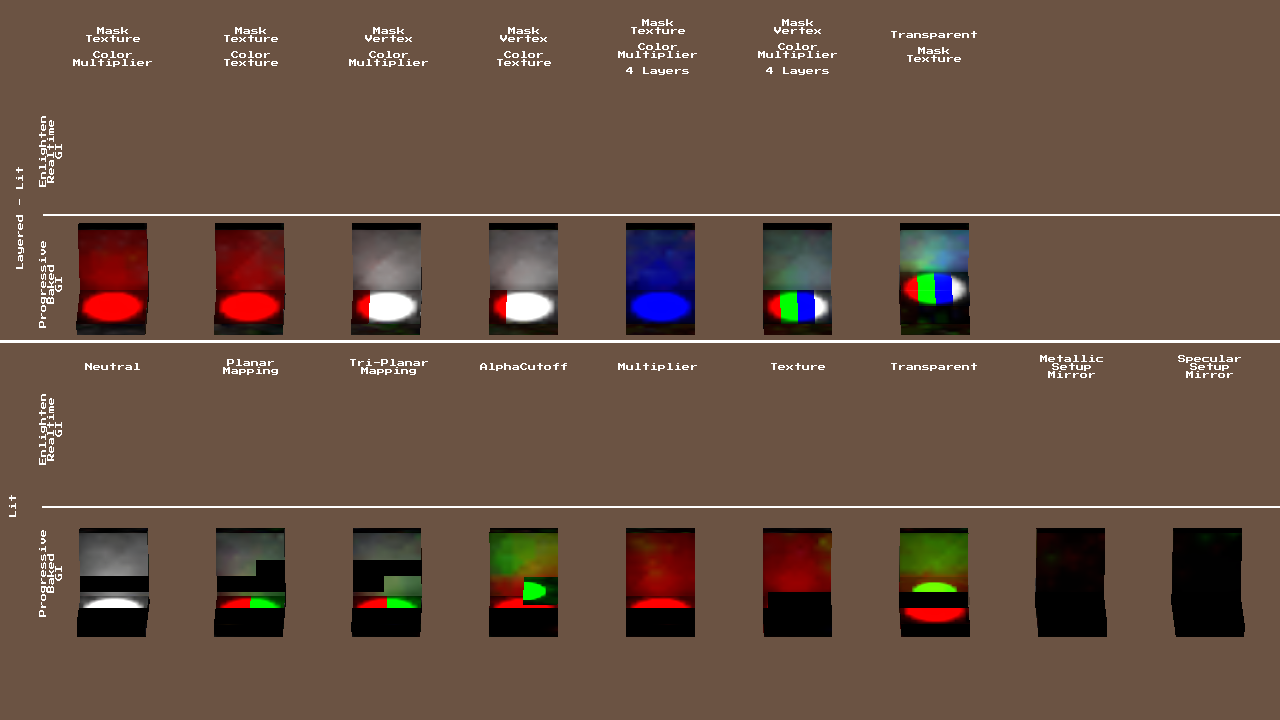 Mask
Texture
Color
Multiplier
Mask
Texture
Color
Texture
Mask
Vertex
Color
Multiplier
Mask
Vertex
Color
Texture
Mask
Texture
Color
Multiplier
4 Layers
Mask
Vertex
Color
Multiplier
4 Layers
Transparent
Mask
Texture
Layered - Lit
Enlighten
Realtime
GI
Progressive
Baked
GI
Neutral
Planar
Mapping
Tri-Planar
Mapping
AlphaCutoff
Multiplier
Texture
Transparent
Metallic
Setup
Mirror
Specular
Setup
Mirror
Lit
Enlighten
Realtime
GI
Progressive
Baked
GI